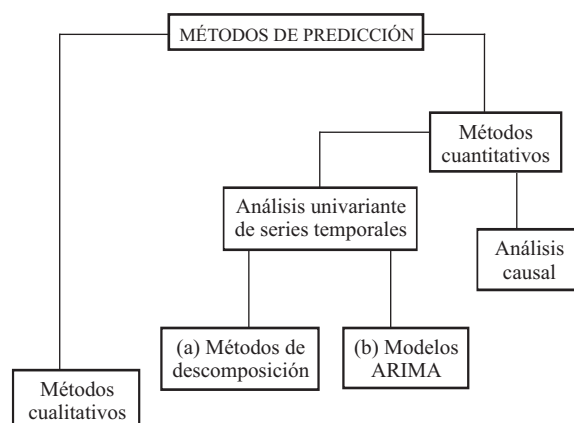 MÉTODOS DE PREDICCIÓN
Métodos
cuantitativos
Análisis univariante
de series temporales
Análisis
causal
(a) Métodos de
descomposición
(b) Modelos
ARIMA
Métodos
cualitativos